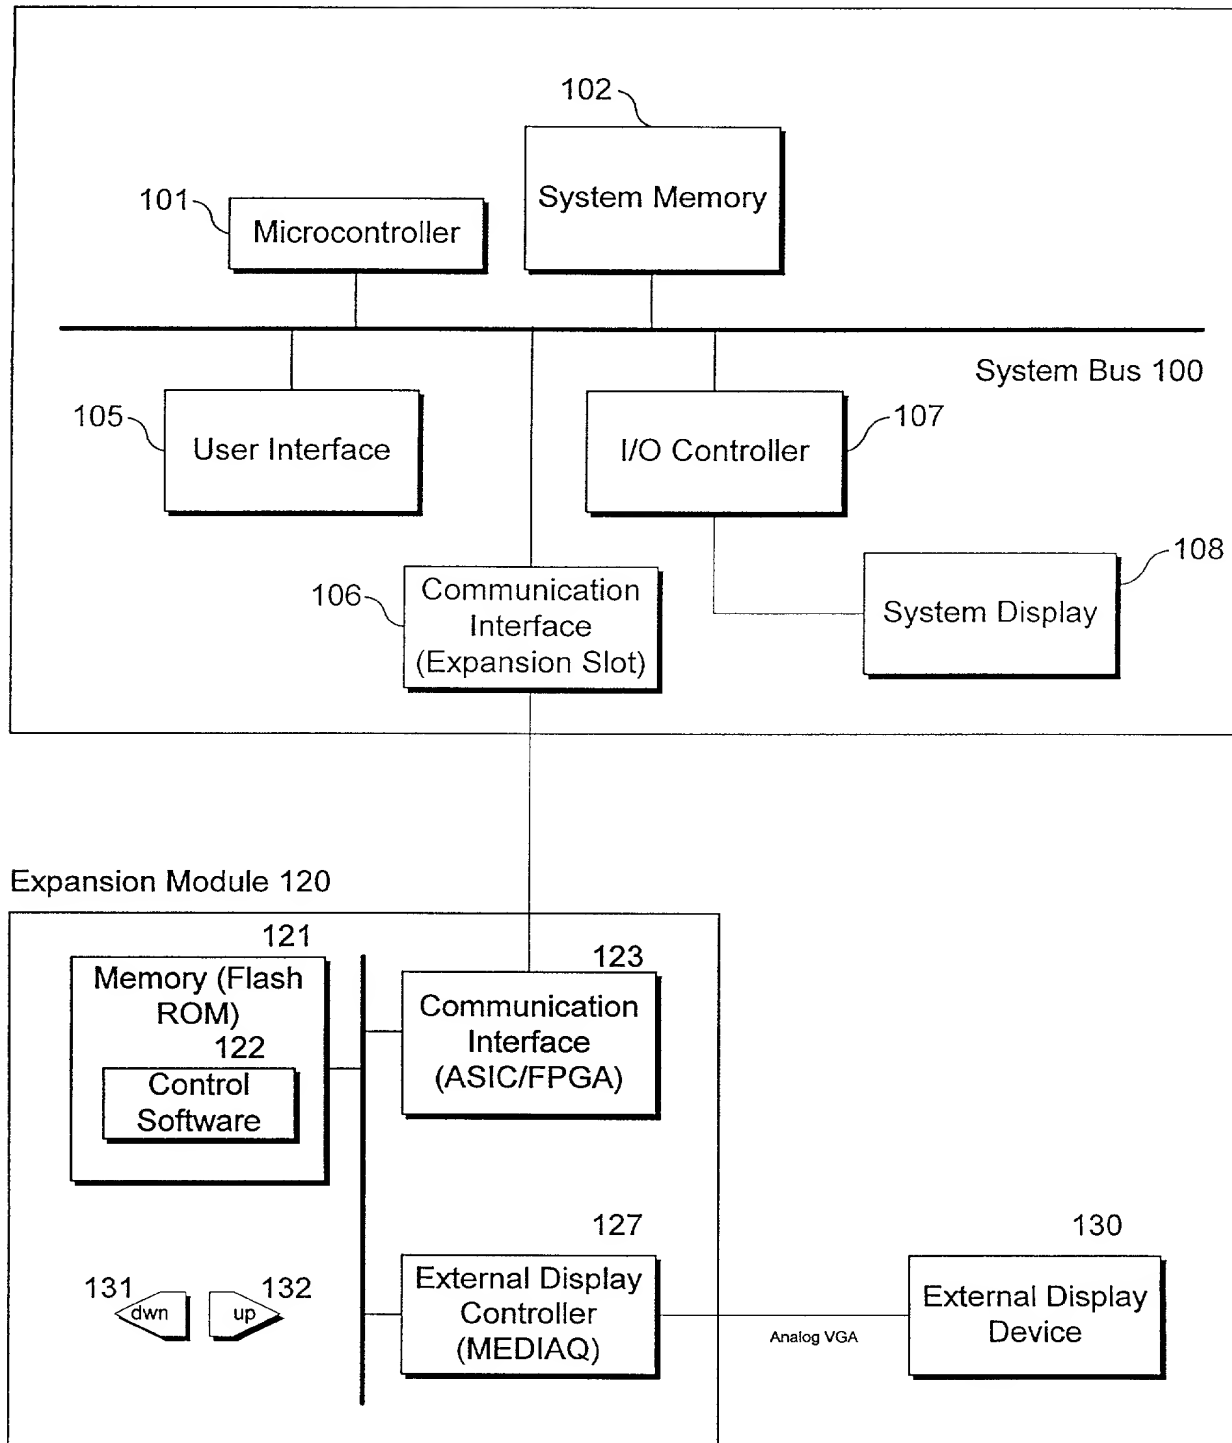 102
System Memory
101
Microcontroller
System Bus 100
105
User Interface
I/O Controller
107
108
System Display
106
Communication
Interface
(Expansion Slot)
Expansion Module 120
121
Memory (Flash
ROM)
122
Control
Software
123
Communication
Interface
(ASIC/FPGA)
127
External Display
Controller
(MEDIAQ)
131
dwn
132
up
Analog VGA
130
External Display
Device